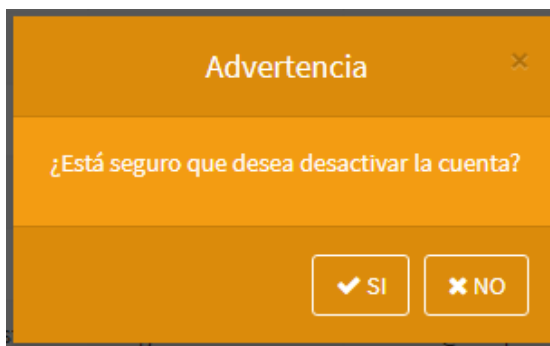 Advertencia
¿Está seguro que desea desactivar la cuenta?
SI
NO